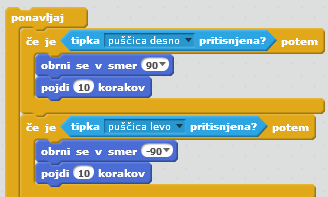 ponavljaj
če je tipka puščica desno pritisnjena? potem
obrni se v smer 90
pojdi 10 korakov
če je tipka puščica levo pritisnjena? potem
obrni se v smer -90
pojdi 10 korakov